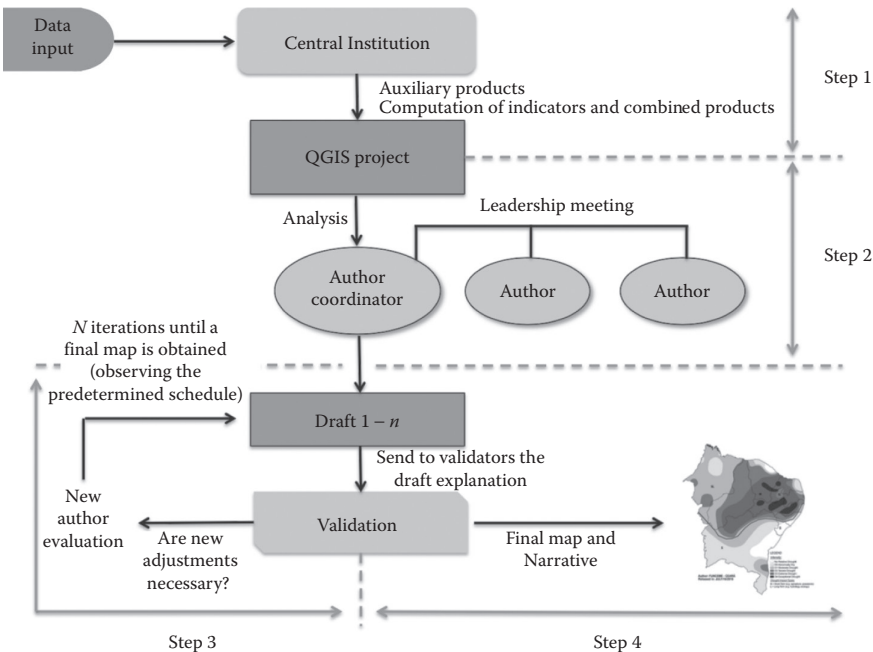 Data
input
Central Institution
Step 1
Auxiliary products
Computation of indicators and combined products
QGIS project
Analysis
Leadership meeting
Step 2
Author
coordinator
Author
Author
N iterations until a
final map is obtained
(observing the
predetermined schedule)
Draft 1 – n
Send to validators the
draft explanation
New
author
evaluation
Are new
adjustments
necessary?
Validation
Final map and
Narrative
Step 3
Step 4